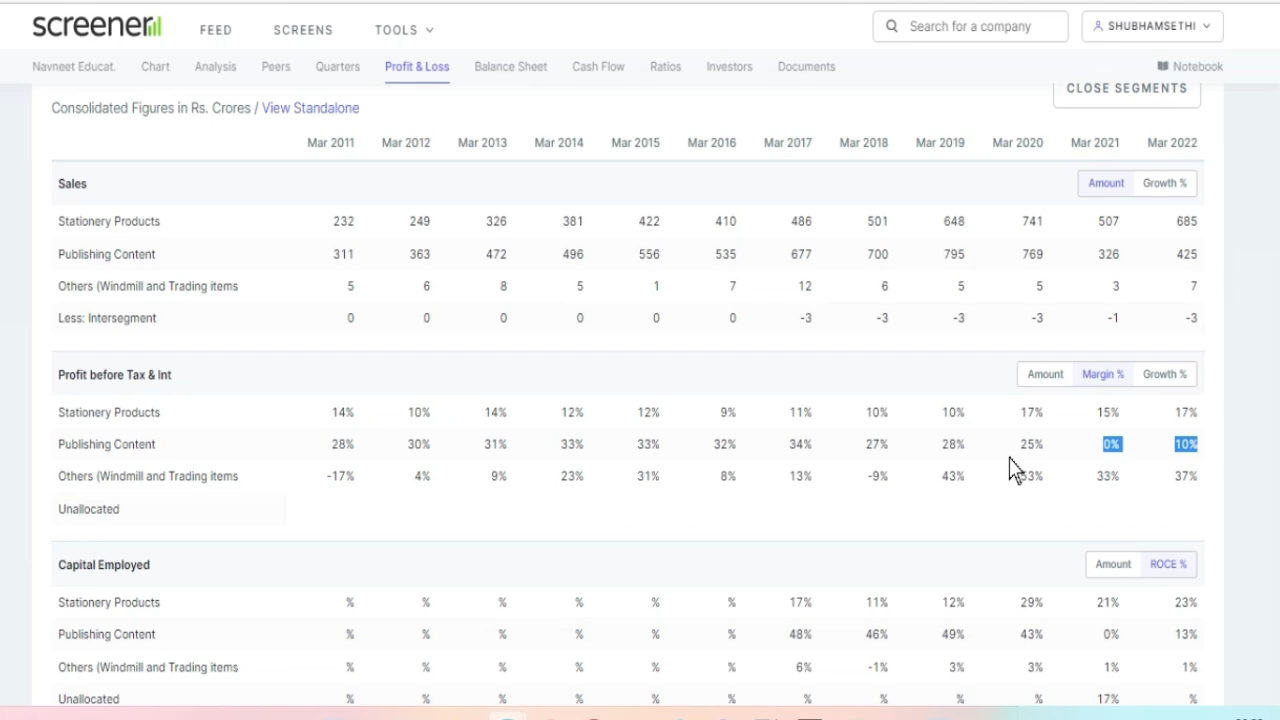 screener FEED SCREENS TOOLS Search for a company SHUBHAMSETHI
Navneet Educat. Chart Analysis Peers Quarters Profit & Loss Balance Sheet Cash Flow Ratios Investors Documents Notebook
CLOSE SEGMENTS
Consolidated Figures in Rs. Crores / View Standalone
Mar 2011 Mar 2012 Mar 2013 Mar 2014 Mar 2015 Mar 2016 Mar 2017 Mar 2018 Mar 2019 Mar 2020 Mar 2021 Mar 2022
Sales Amount Growth %
Stationery Products 232 249 326 381 422 410 486 501 648 741 507 685
Publishing Content 311 363 472 496 556 535 677 700 795 769 326 425
Others (Windmill and Trading items 5 6 8 5 1 7 12 6 5 5 3 7
Less: Intersegment 0 0 0 0 0 0 -3 -3 -3 -3 -1 -3
Profit before Tax & Int Amount Margin % Growth %
Stationery Products 14% 10% 14% 12% 12% 9% 11% 10% 10% 17% 15% 17%
Publishing Content 28% 30% 31% 33% 33% 32% 34% 27% 28% 25% 0% 10%
Others (Windmill and Trading items -17% 4% 9% 23% 31% 8% 13% -9% 43% 33% 37%
Unallocated
Capital Employed Amount ROCE %
Stationery Products % % % % % % 17% 11% 12% 29% 21% 23%
Publishing Content % % % % % % 48% 46% 49% 43% 0% 13%
Others (Windmill and Trading items % % % % % % 6% -1% 3% 3% 1% 1%
Unallocated % % % % % % % % % % 17% %